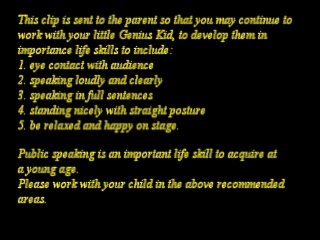 This clip is sent to the parent so that you may continue to
work with your little Genius Kid, to develop them in
importance life skills to include:
1. eye contact with audience
2. speaking loudly and clearly
3. speaking in full sentences
4. standing nicely with straight posture
5. be relaxed and happy on stage.
Public speaking is an important life skill to acquire at
a young age.
Please work with your child in the above recommended
areas.